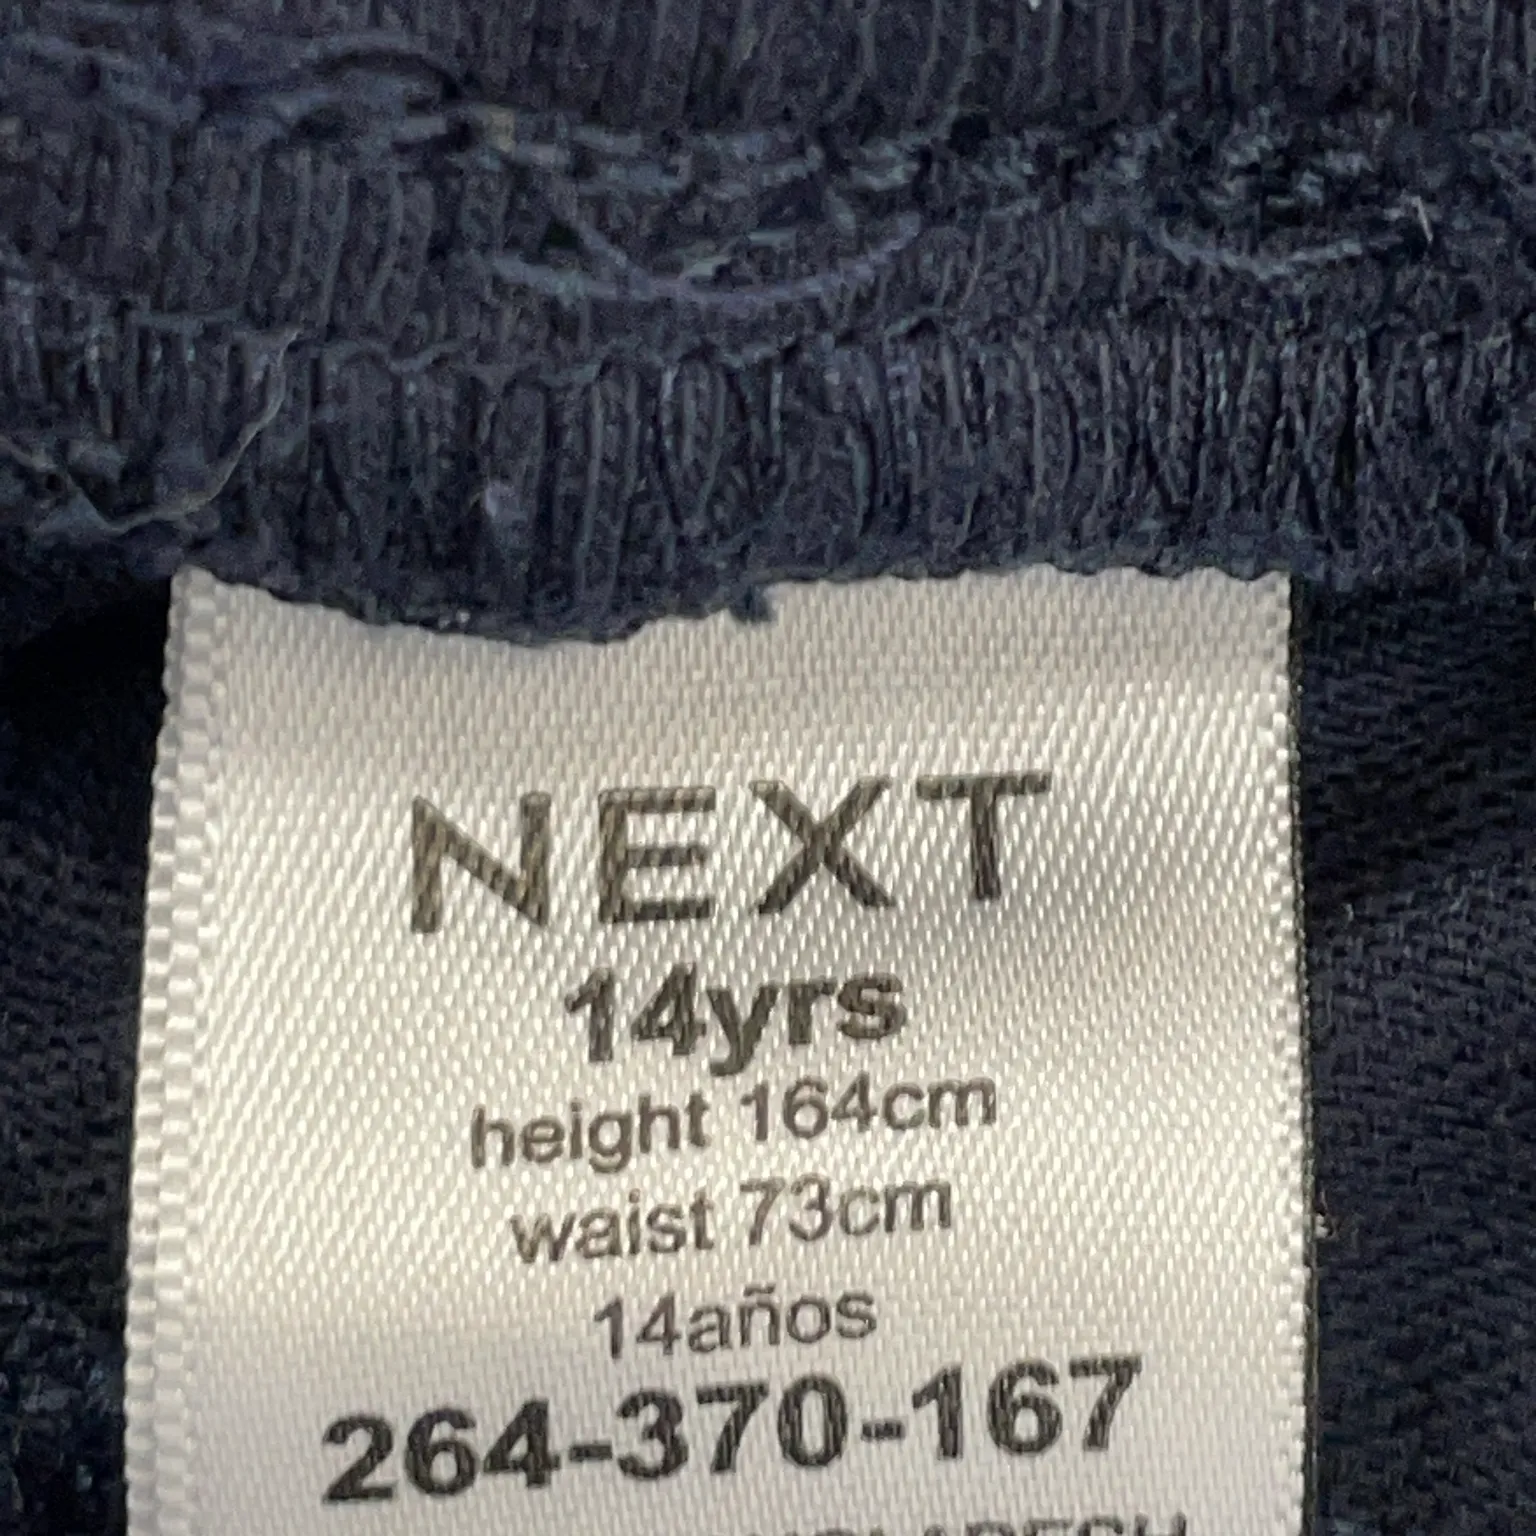 NEXT
14yrs
height 164cm
waist 73cm
14años
264-370-167